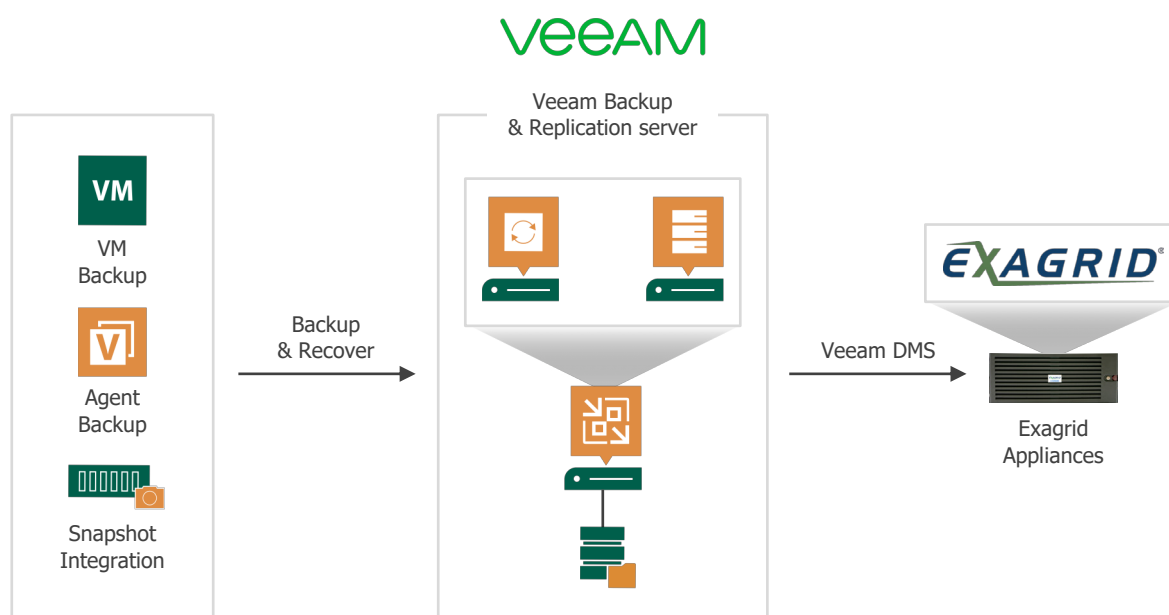 veeAM
Veeam Backup
& Replication server
VM
VM
Backup
V
Agent
Backup
Snapshot
Integration
Backup
& Recover
Veeam DMS
EXAGRID®
Exagrid
Appliances